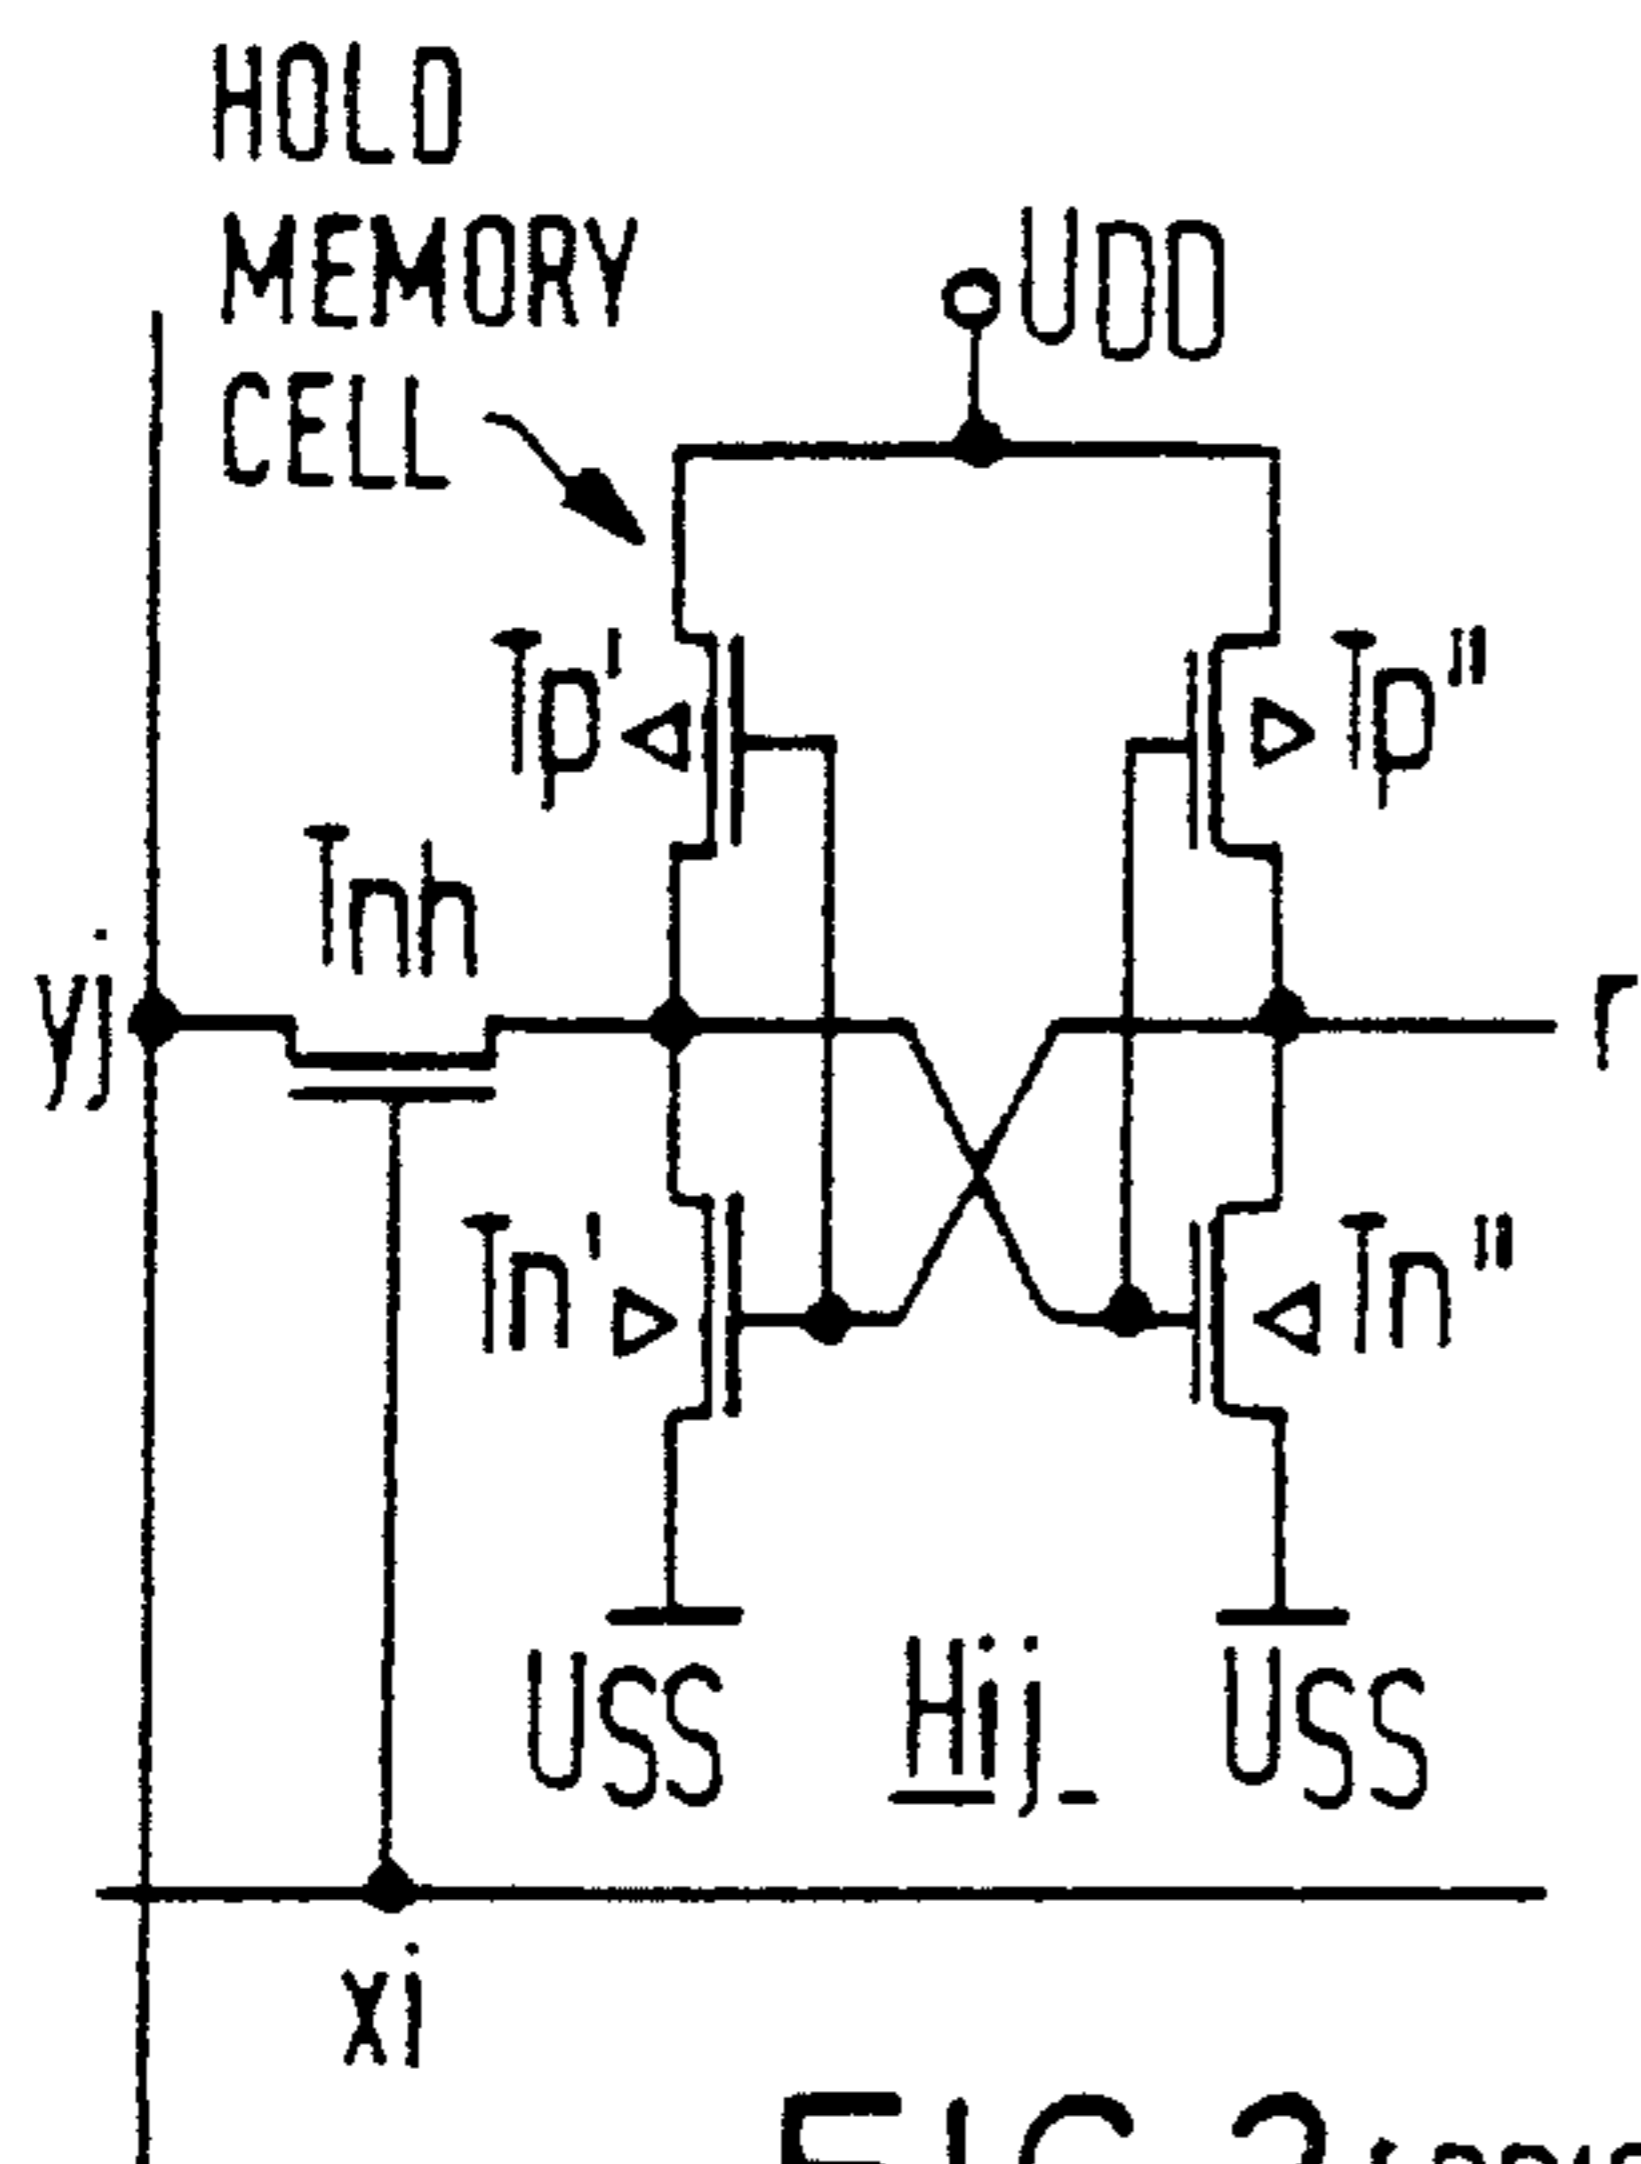 HOLD
MEMORY
CELL
UDD
Tp'
Tp"
Tnh
yj
r
Tn'
Tn"
USS
Hij
USS
xi